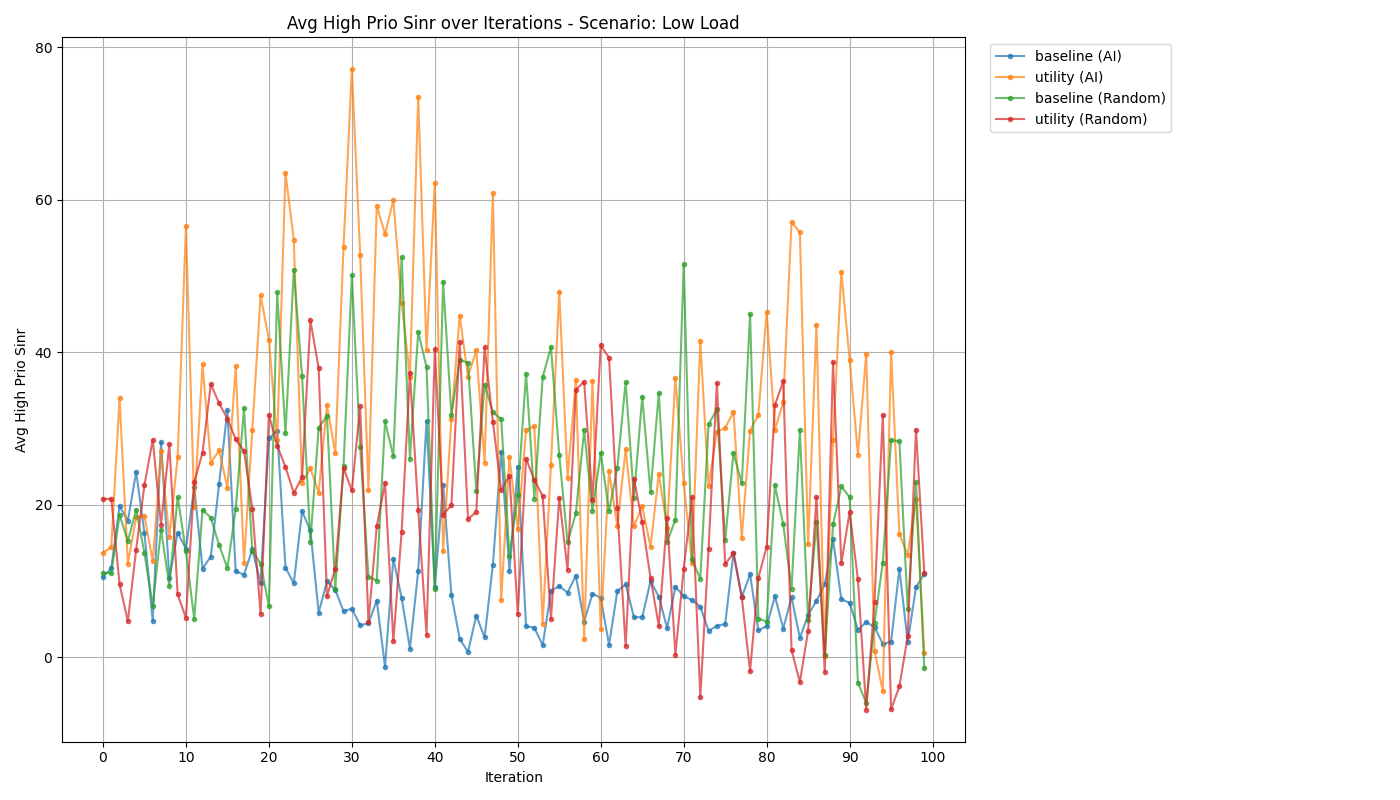 Avg High Prio Sinr over Iterations - Scenario: Low Load
baseline (AI)
utility (AI)
baseline (Random)
utility (Random)
Avg High Prio Sinr
80
60
40
20
0
0 10 20 30 40 50 60 70 80 90 100
Iteration